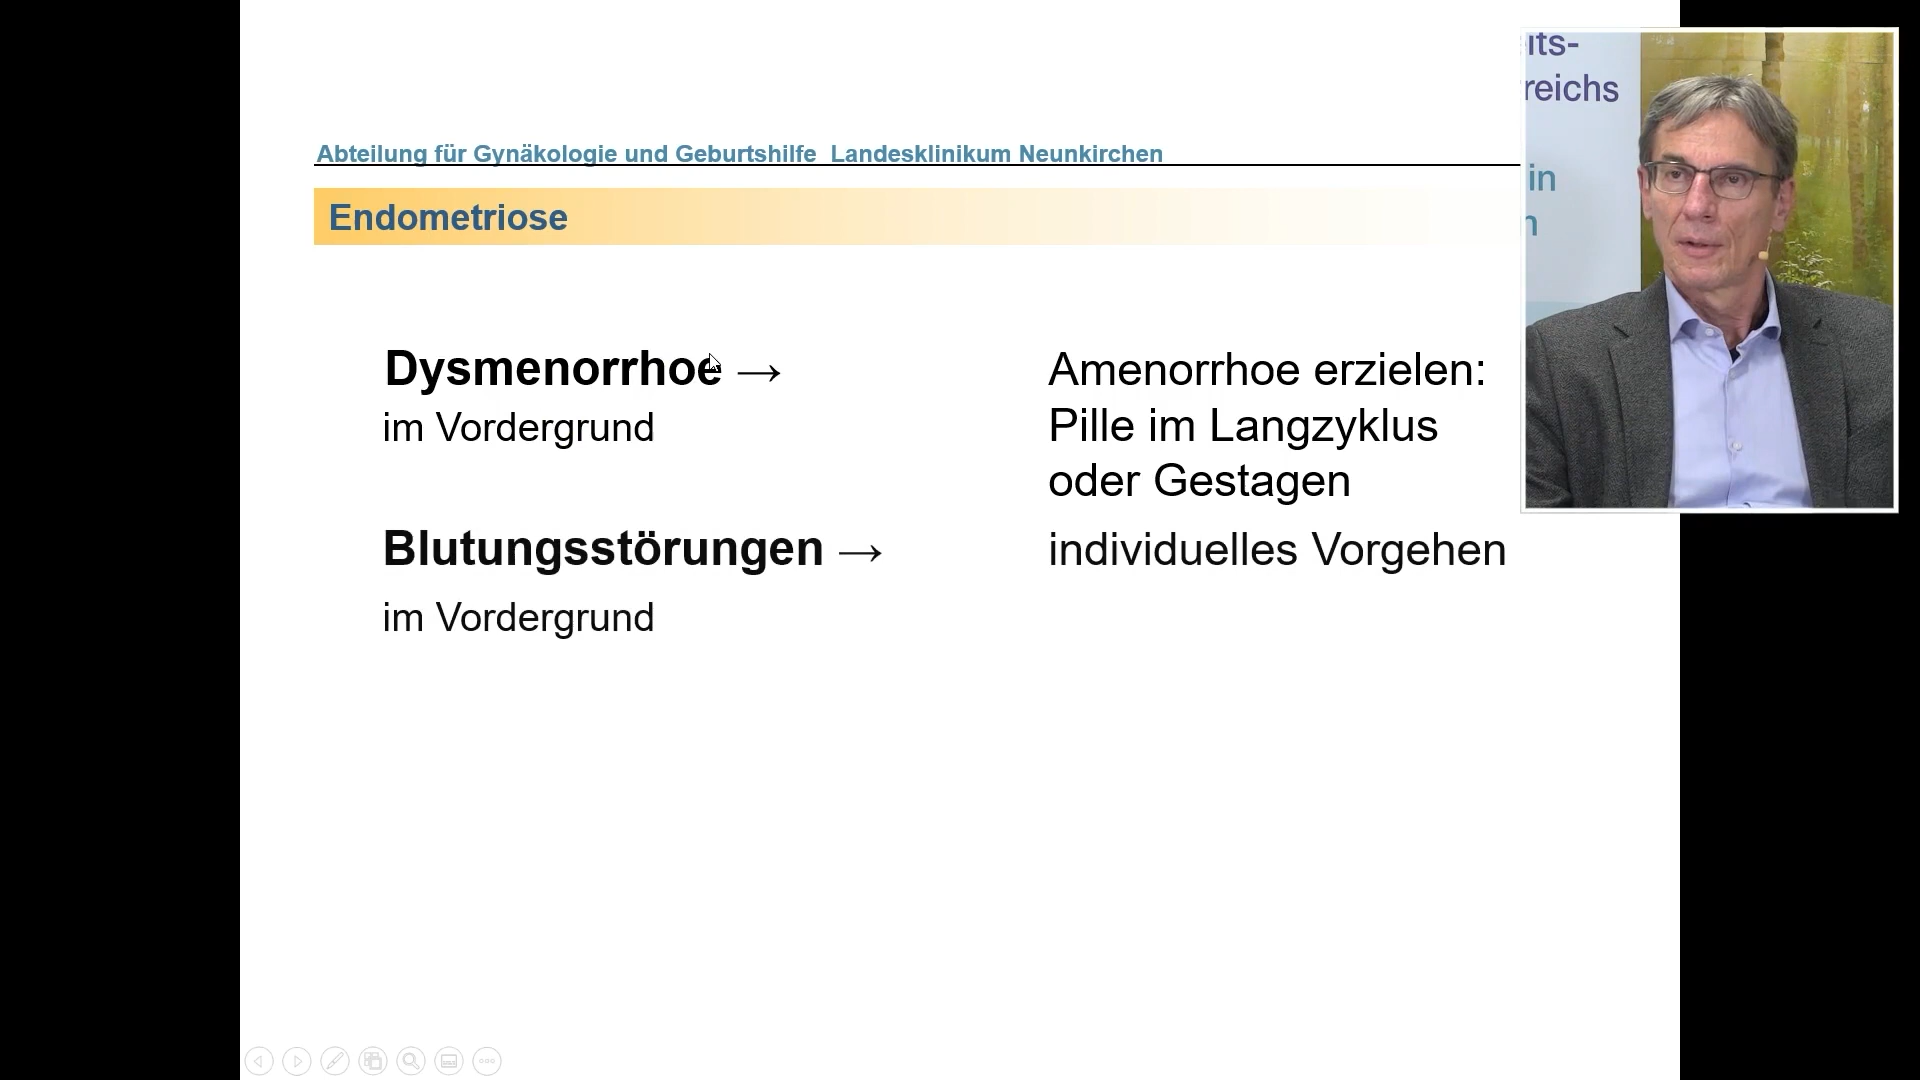 Abteilung für Gynäkologie und Geburtshilfe Landesklinikum Neunkirchen
Endometriose
Dysmenorrhoe →
im Vordergrund
Amenorrhoe erzielen:
Pille im Langzyklus
oder Gestagen
Blutungsstörungen →
im Vordergrund
individuelles Vorgehen
its-
reichs
in